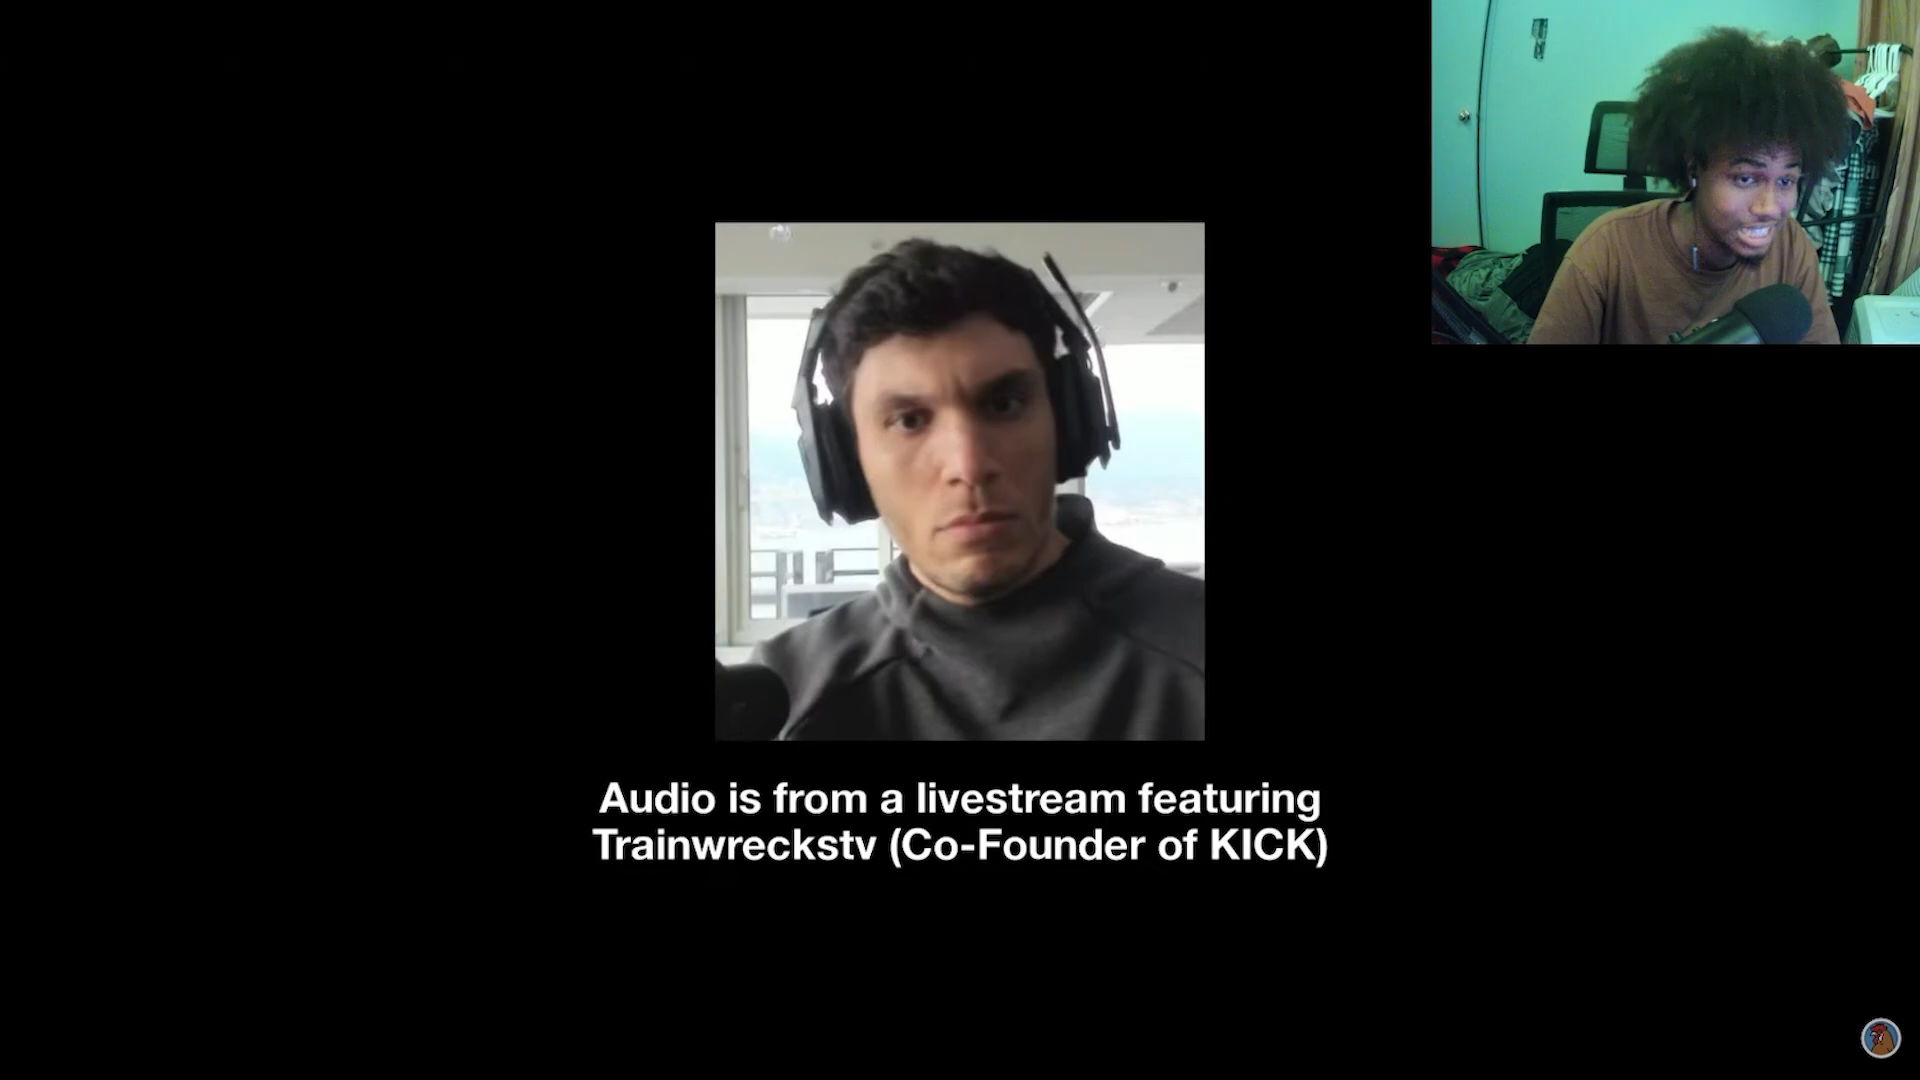 Audio is from a livestream featuring
Trainwreckstv (Co-Founder of KICK)